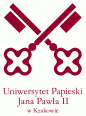 Uniwersytet Papieski
Jana Pawła II
w Krakowie